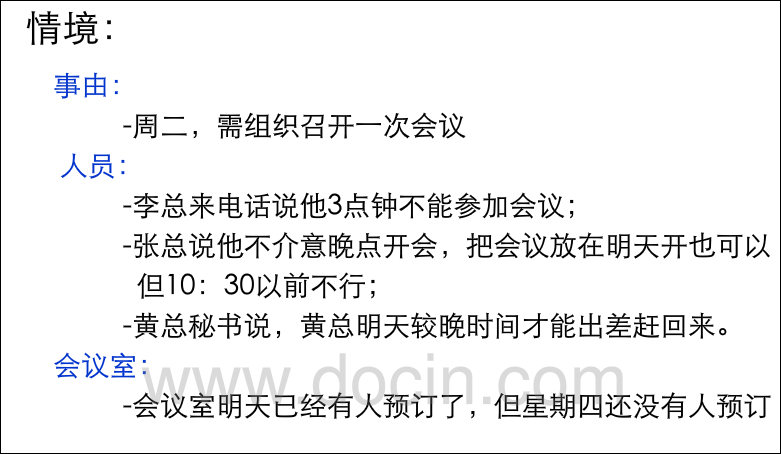 情境：
事由：
-周二，需组织召开一次会议
人员：
-李总来电话说他3点钟不能参加会议；
-张总说他不介意晚点开会，把会议放在明天开也可以
但10：30以前不行；
-黄总秘书说，黄总明天较晚时间才能出差赶回来。
会议室：
www.docin.com
-会议室明天已经有人预订了，但星期四还没有人预订